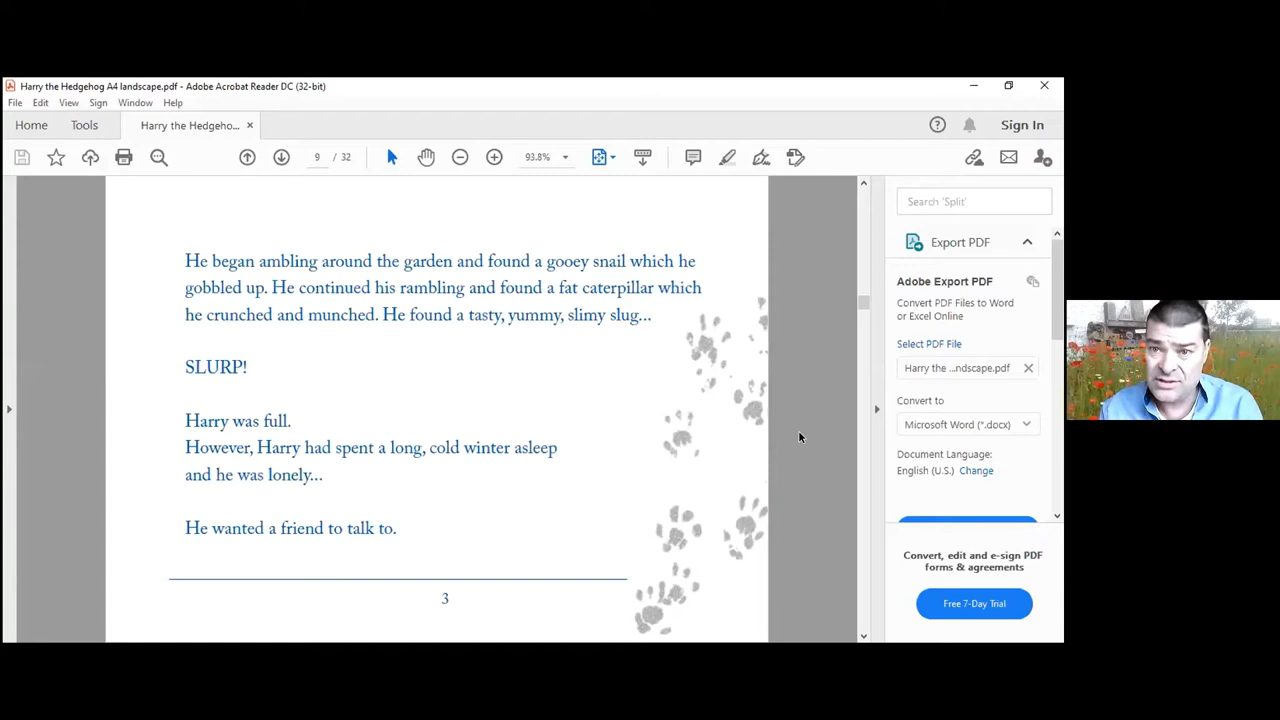 Harry the Hedgehog A4 landscape.pdf - Adobe Acrobat Reader DC (32-bit)
File Edit View Sign Window Help
Home Tools Harry the Hedgeho... Sign In
9 / 32 93.8%
He began ambling around the garden and found a gooey snail which he
gobbled up. He continued his rambling and found a fat caterpillar which
he crunched and munched. He found a tasty, yummy, slimy slug...
SLURP!
Harry was full.
However, Harry had spent a long, cold winter asleep
and he was lonely...
He wanted a friend to talk to.
3
Search 'Split'
Export PDF
Adobe Export PDF
Convert PDF Files to Word
or Excel Online
Select PDF File
Harry the ...ndscape.pdf
Convert to
Microsoft Word (*.docx)
Document Language:
English (U.S.) Change
Convert, edit and e-sign PDF
forms & agreements
Free 7-Day Trial